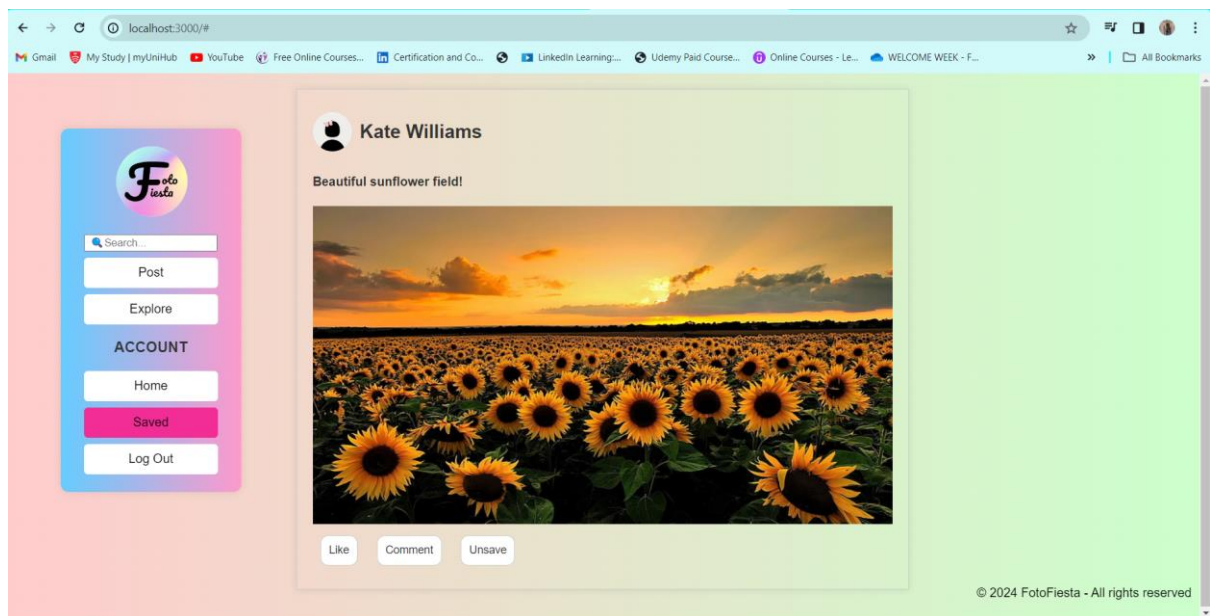 localhost:3000/#
Gmail My Study | myUniHub YouTube Free Online Courses... Certification and Co... LinkedIn Learning:... Udemy Paid Course... Online Courses - Le... WELCOME WEEK - F... » All Bookmarks
Foto
Fiesta
Search...
Post
Explore
ACCOUNT
Home
Saved
Log Out
Kate Williams
Beautiful sunflower field!
Like Comment Unsave
© 2024 FotoFiesta - All rights reserved